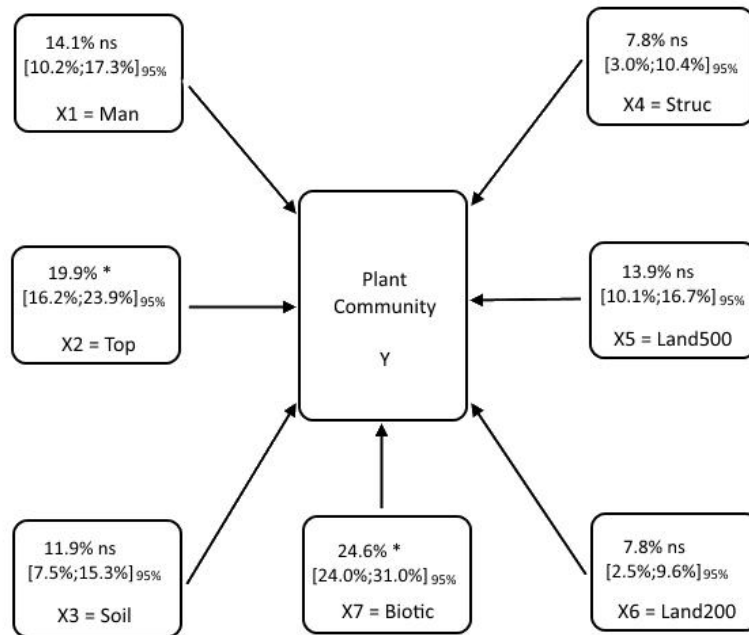 14.1% ns
[10.2%;17.3%]95%
X1 = Man
7.8% ns
[3.0%;10.4%]95%
X4 = Struc
19.9% *
[16.2%;23.9%]95%
X2 = Top
Plant
Community
Y
13.9% ns
[10.1%;16.7%]95%
X5 = Land500
11.9% ns
[7.5%;15.3%]95%
X3 = Soil
24.6% *
[24.0%;31.0%]95%
X7 = Biotic
7.8% ns
[2.5%;9.6%]95%
X6 = Land200